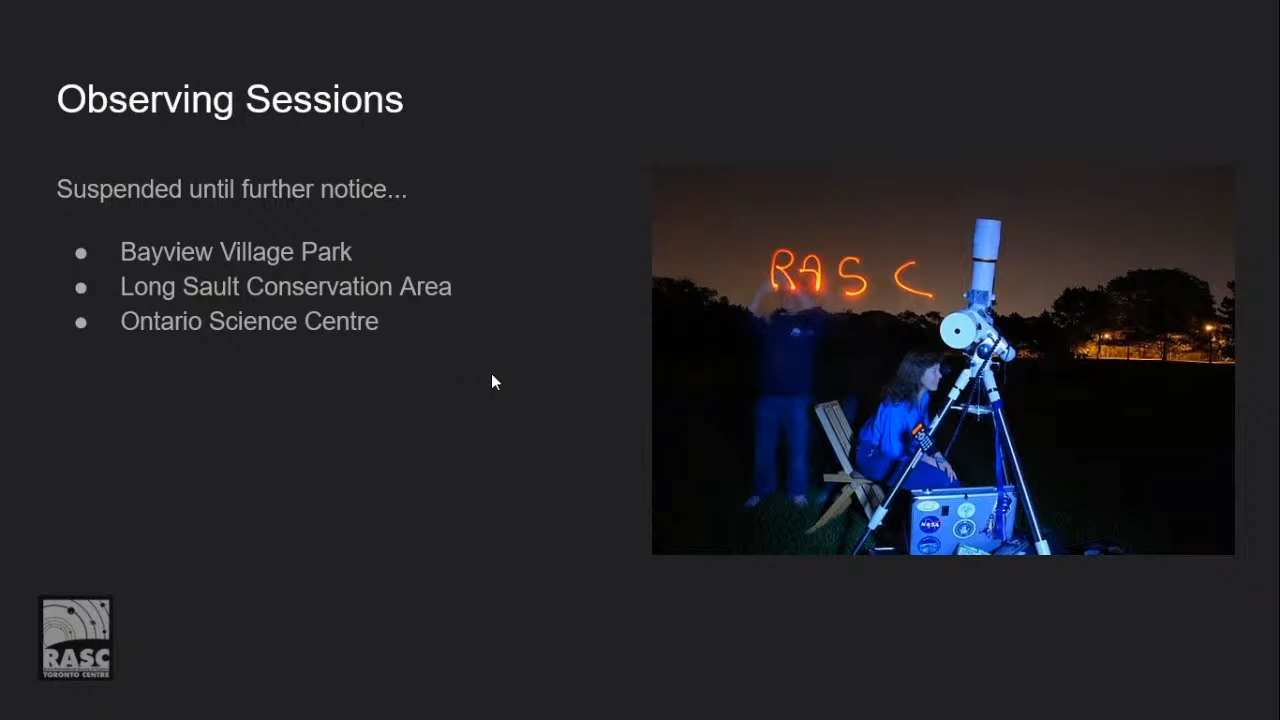 Observing Sessions
Suspended until further notice...
● Bayview Village Park
● Long Sault Conservation Area
● Ontario Science Centre
RASC
NASA
RASC
TORONTO CENTRE